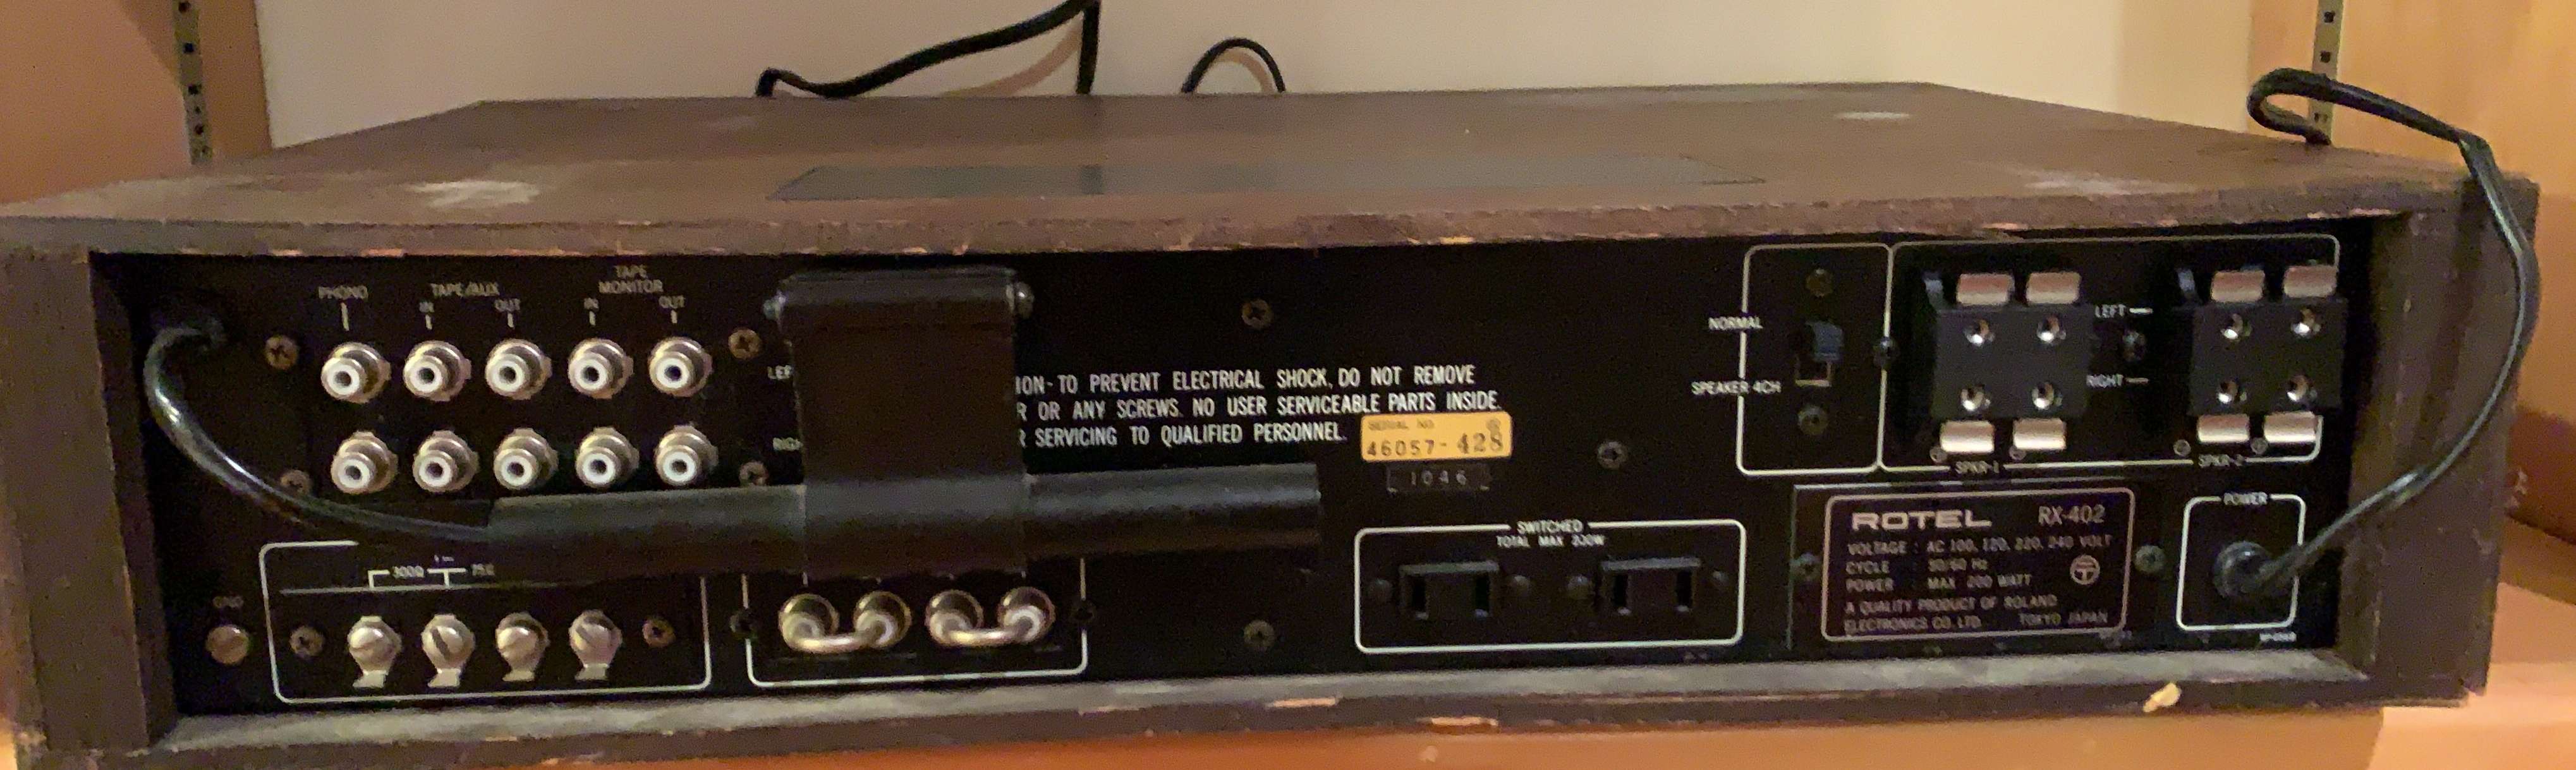 PHONO
TAPE/AUX
IN
OUT
TAPE
MONITOR
IN
OUT
LEF
RIGH
ION-TO PREVENT ELECTRICAL SHOCK, DO NOT REMOVE
R OR ANY SCREWS. NO USER SERVICEABLE PARTS INSIDE.
R SERVICING TO QUALIFIED PERSONNEL.
SERIAL NO
46057-428
1046
NORMAL
SPEAKER 4CH
LEFT
RIGHT
SPKR-1
SPKR-2
GND
300Ω
75Ω
SWITCHED
TOTAL MAX 200W
ROTEL RX-402
VOLTAGE : AC 100, 120, 220, 240 VOLT
CYCLE : 50/60 Hz
POWER : MAX 200 WATT
A QUALITY PRODUCT OF ROLAND
ELECTRONICS CO. LTD. TOKYO JAPAN
POWER